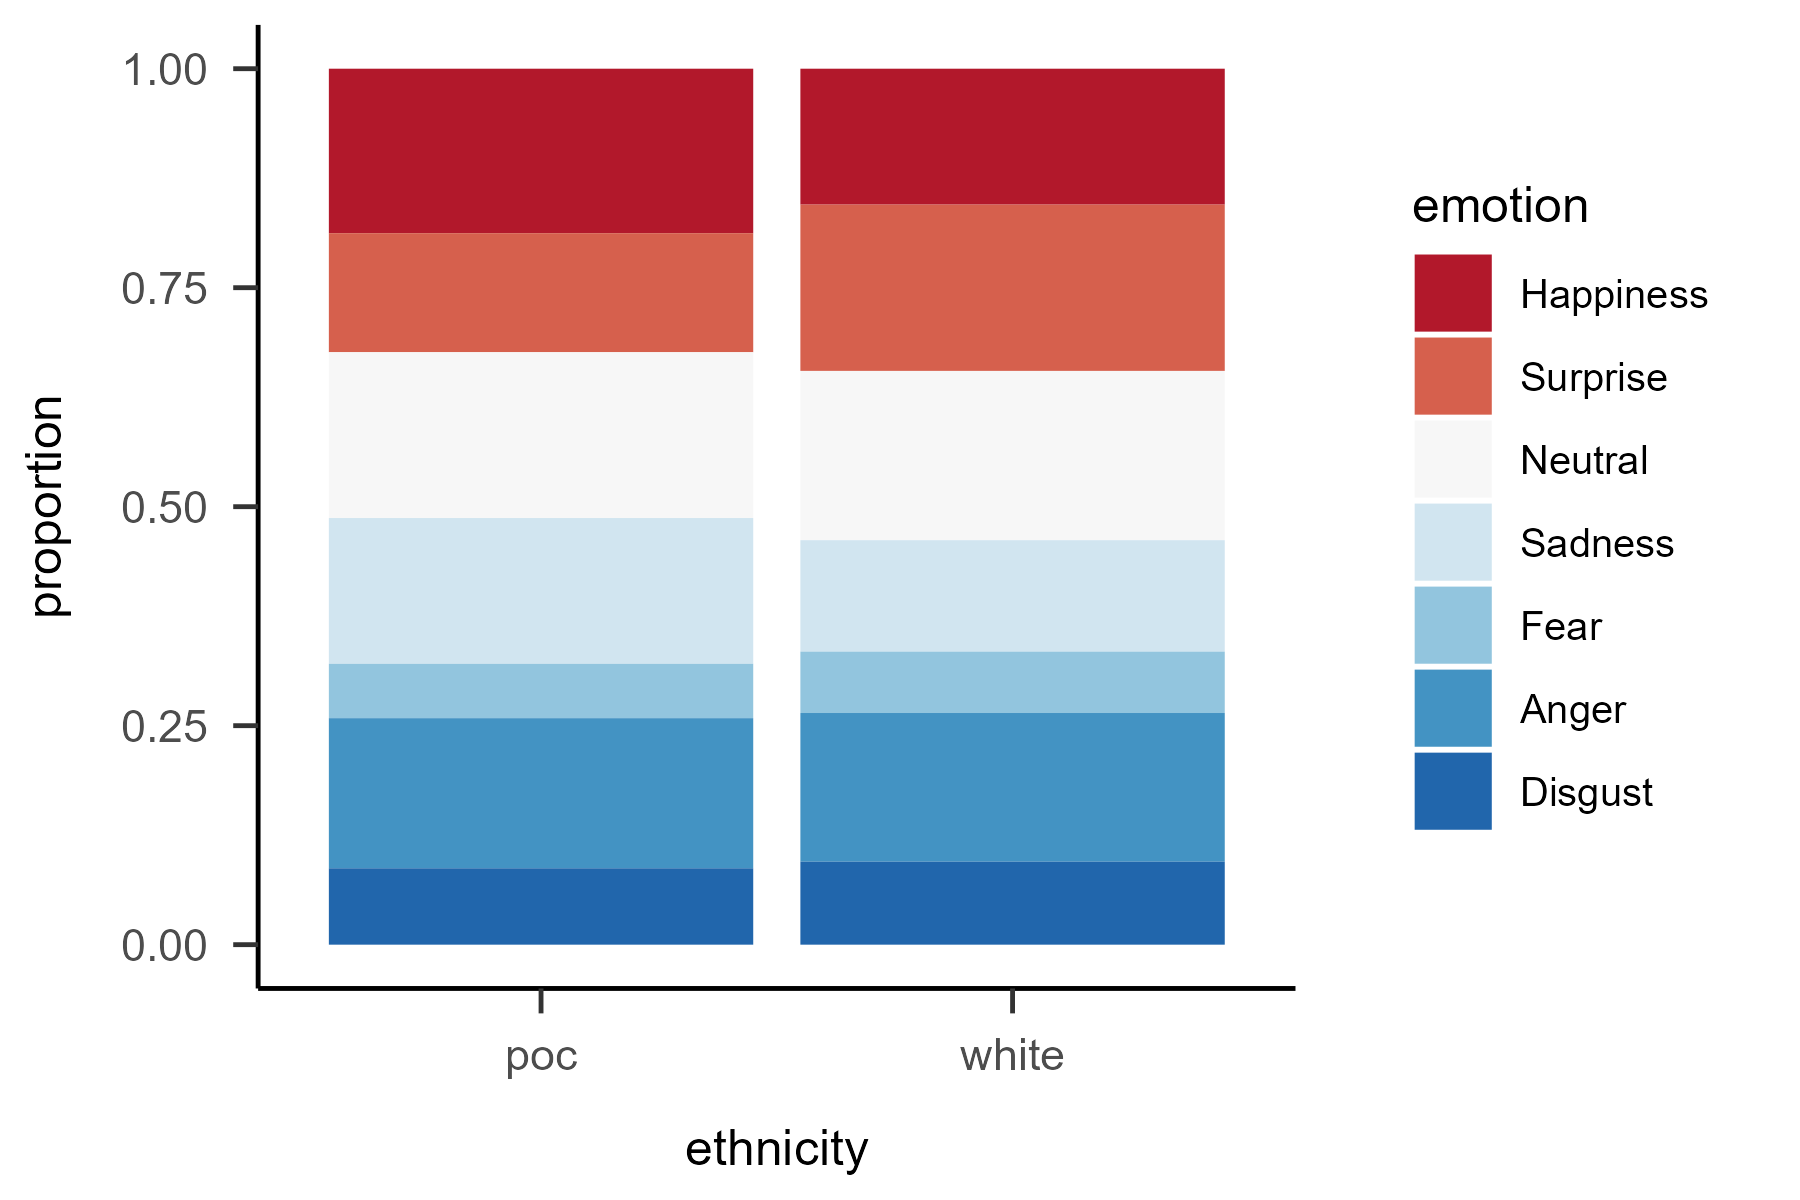 1.00
0.75
0.50
0.25
0.00
proportion
poc
white
ethnicity
emotion
Happiness
Surprise
Neutral
Sadness
Fear
Anger
Disgust